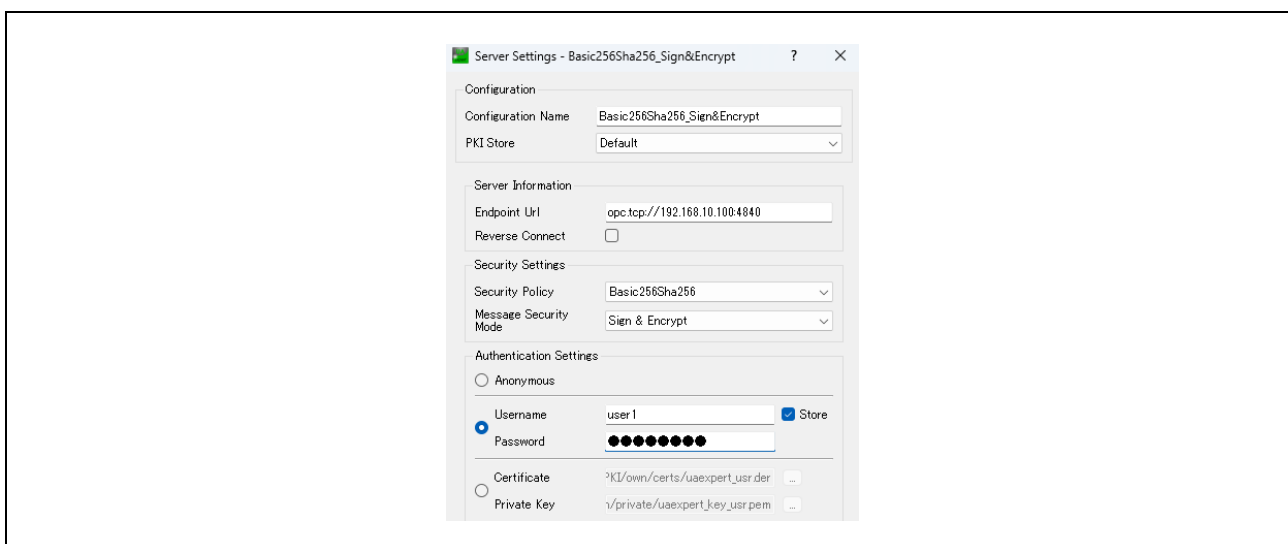 Server Settings - Basic256Sha256_Sign&Encrypt ? ×
Configuration
Configuration Name Basic256Sha256_Sign&Encrypt
PKI Store Default
Server Information
Endpoint Url opc.tcp://192.168.10.100:4840
Reverse Connect
Security Settings
Security Policy Basic256Sha256
Message Security
Mode
Sign & Encrypt
Authentication Settings
Anonymous
Username user1 Store
Password ●●●●●●●●
Certificate PKI/own/certs/uaexpert_usr.der ...
Private Key /private/uaexpert_key_usr.pem ...